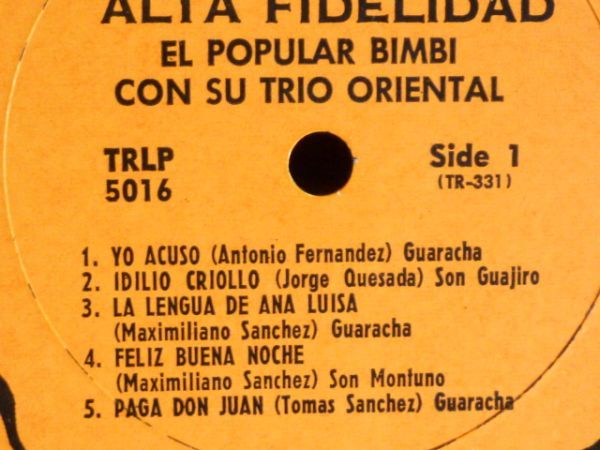 ALTA FIDELIDAD
EL POPULAR BIMBI
CON SU TRIO ORIENTAL
TRLP
5016
Side 1
(TR-331)
1. YO ACUSO (Antonio Fernandez) Guaracha
2. IDILIO CRIOLLO (Jorge Quesada) Son Guajiro
3. LA LENGUA DE ANA LUISA
(Maximiliano Sanchez) Guaracha
4. FELIZ BUENA NOCHE
(Maximiliano Sanchez) Son Montuno
5. PAGA DON JUAN (Tomas Sanchez) Guaracha